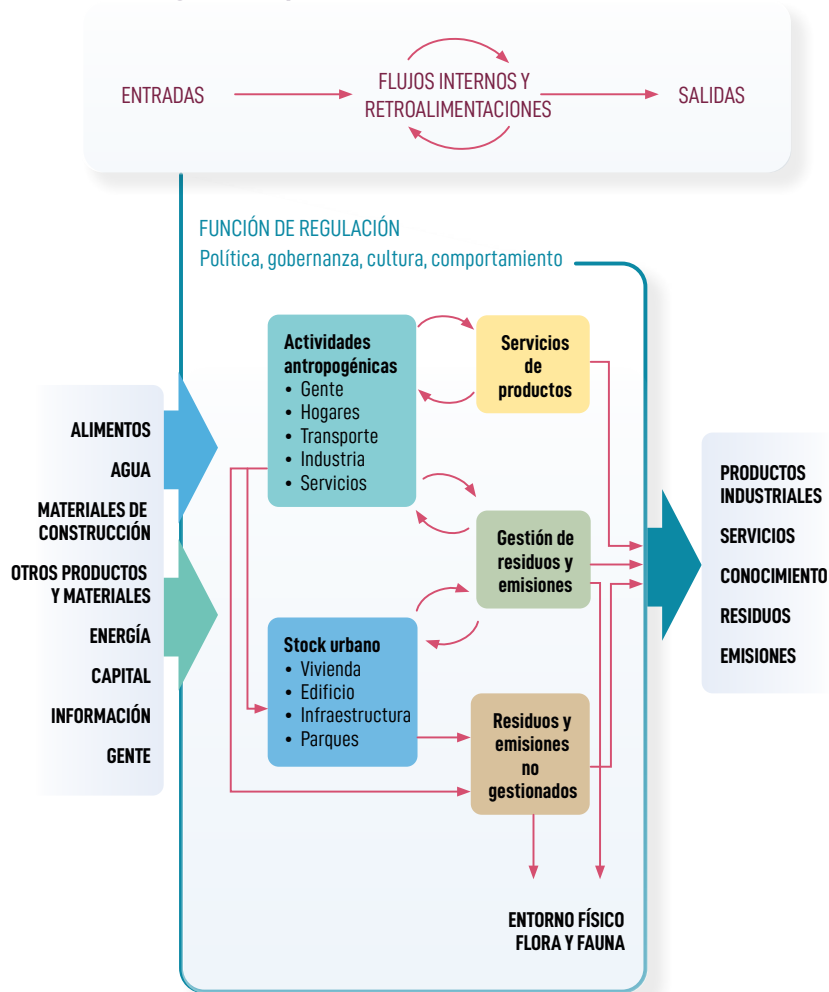 ENTRADAS
FLUJOS INTERNOS Y
RETROALIMENTACIONES
SALIDAS
FUNCIÓN DE REGULACIÓN
Política, gobernanza, cultura, comportamiento
ALIMENTOS
AGUA
MATERIALES DE
CONSTRUCCIÓN
OTROS PRODUCTOS
Y MATERIALES
ENERGÍA
CAPITAL
INFORMACIÓN
GENTE
Actividades
antropogénicas
• Gente
• Hogares
• Transporte
• Industria
• Servicios
Servicios
de
productos
Gestión de
residuos y
emisiones
Stock urbano
• Vivienda
• Edificio
• Infraestructura
• Parques
Residuos y
emisiones
no
gestionados
ENTORNO FÍSICO
FLORA Y FAUNA
PRODUCTOS
INDUSTRIALES
SERVICIOS
CONOCIMIENTO
RESIDUOS
EMISIONES